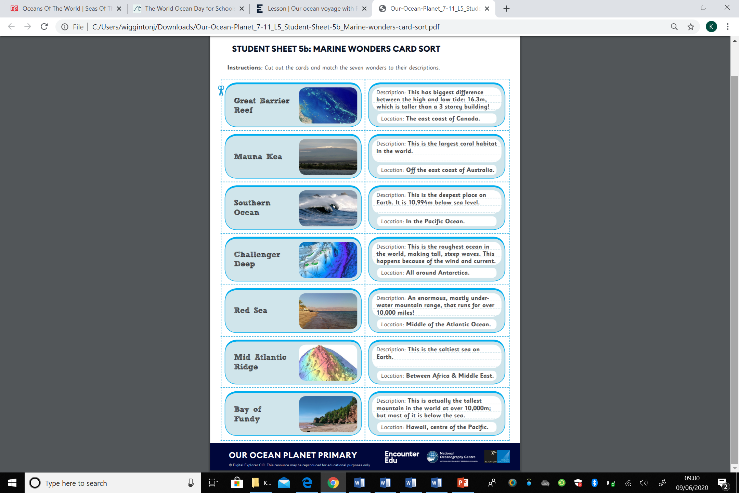 Oceans Of The World | Seas Of Th
The World Ocean Day for School
Lesson | Our ocean voyage with
Our-Ocean-Planet_7-11_L5_Stud
File | C:/Users/wiggintonj/Downloads/Our-Ocean-Planet_7-11_L5_Student-Sheet-5b_Marine-wonders-card-sort.pdf
K
STUDENT SHEET 5b: MARINE WONDERS CARD SORT
Instructions: Cut out the cards and match the seven wonders to their descriptions.
Great Barrier
Reef
Description: This has biggest difference
between the high and low tide: 16.3m,
which is taller than a 3 storey building!
Location: The east coast of Canada.
Mauna Kea
Description: This is the largest coral habitat
in the world.
Location: Off the east coast of Australia.
Southern
Ocean
Description: This is the deepest place on
Earth. It is 10,994m below sea level.
Location: In the Pacific Ocean.
Challenger
Deep
Description: This is the roughest ocean in
the world, making tall, steep waves. This
happens because of the wind and current.
Location: All around Antarctica.
Red Sea
Description: An enormous, mostly under-
water mountain range, that runs for over
10,000 miles!
Location: Middle of the Atlantic Ocean.
Mid Atlantic
Ridge
Description: This is the saltiest sea on
Earth.
Location: Between Africa & Middle East.
Bay of
Fundy
Description: This is actually the tallest
mountain in the world at over 10,000m;
but most of it is below the sea.
Location: Hawaii, centre of the Pacific.
OUR OCEAN PLANET PRIMARY
Encounter
Edu
National
Oceanography Centre
Type here to search
K...
09:00
09/06/2020
2